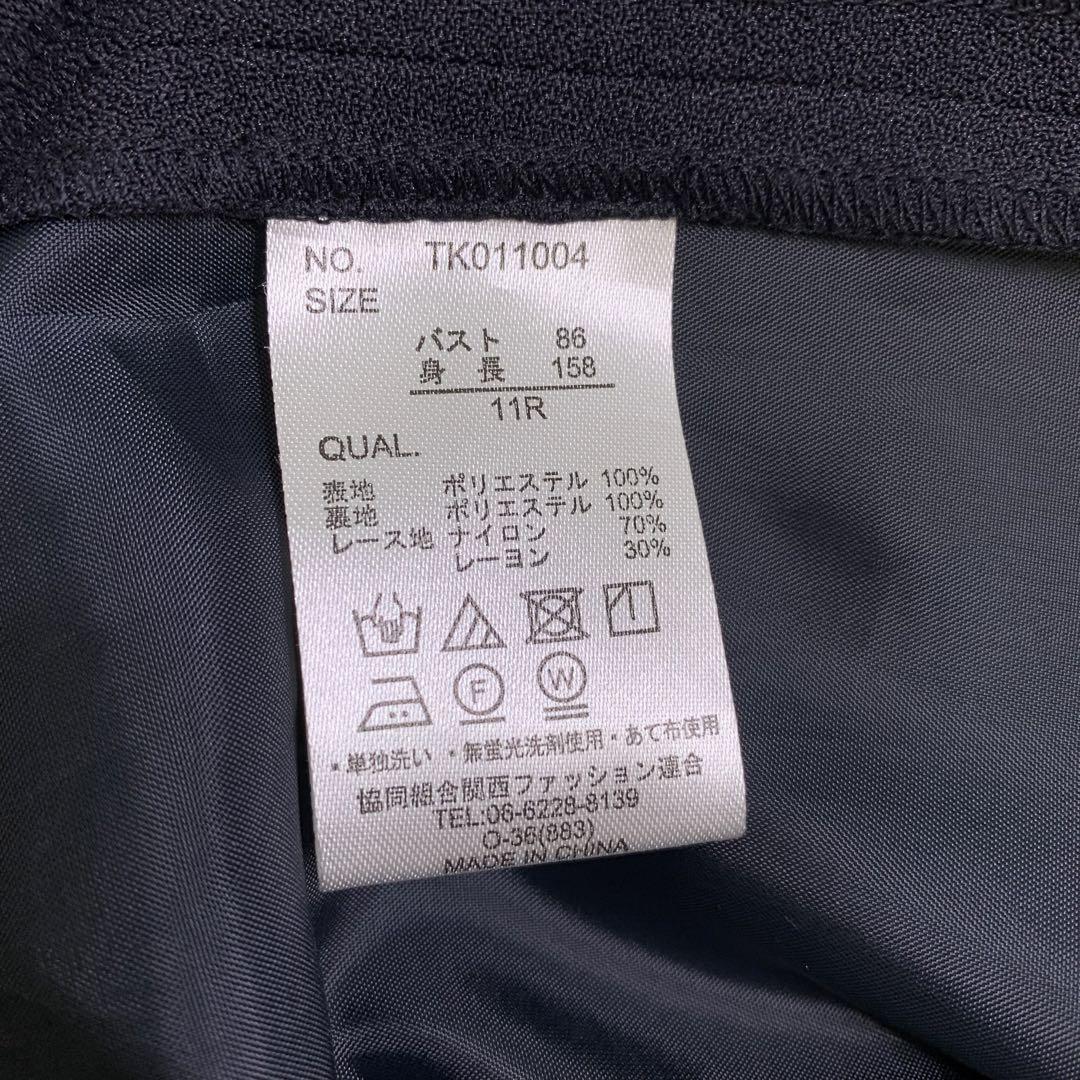 NO. TK011004
SIZE
バスト 86
身長 158
11R
QUAL.
表地 ポリエステル 100%
裏地 ポリエステル 100%
レース地 ナイロン 70%
レーヨン 30%
F W
・単独洗い・無蛍光洗剤使用・あて布使用
協同組合関西ファッション連合
TEL:06-6228-8139
O-36(883)
MADE IN CHINA